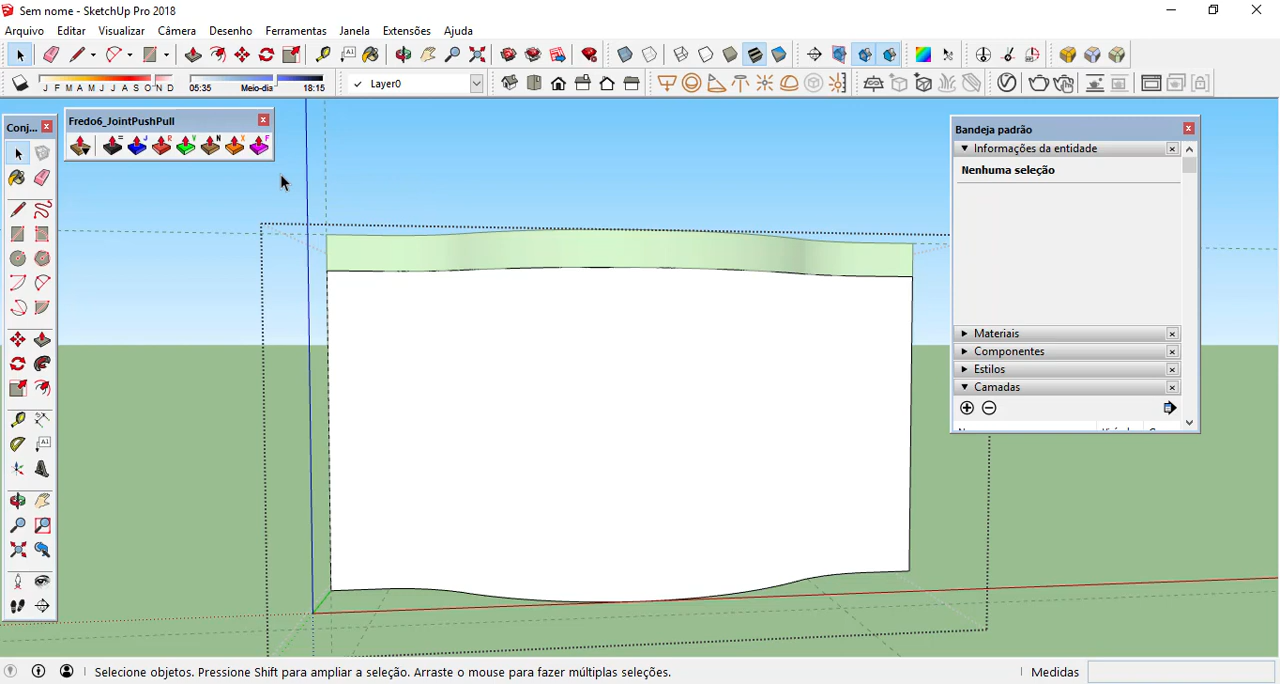 Sem nome - SketchUp Pro 2018
Arquivo Editar Visualizar Câmera Desenho Ferramentas Janela Extensões Ajuda
J F M A M J J A S O N D 05:35 Meio-dia 18:15 Layer0
Conj...
Fredo6_JointPushPull
= J R V N X F
Bandeja padrão
Informações da entidade
Nenhuma seleção
Materiais
Componentes
Estilos
Camadas
Selecione objetos. Pressione Shift para ampliar a seleção. Arraste o mouse para fazer múltiplas seleções.
Medidas